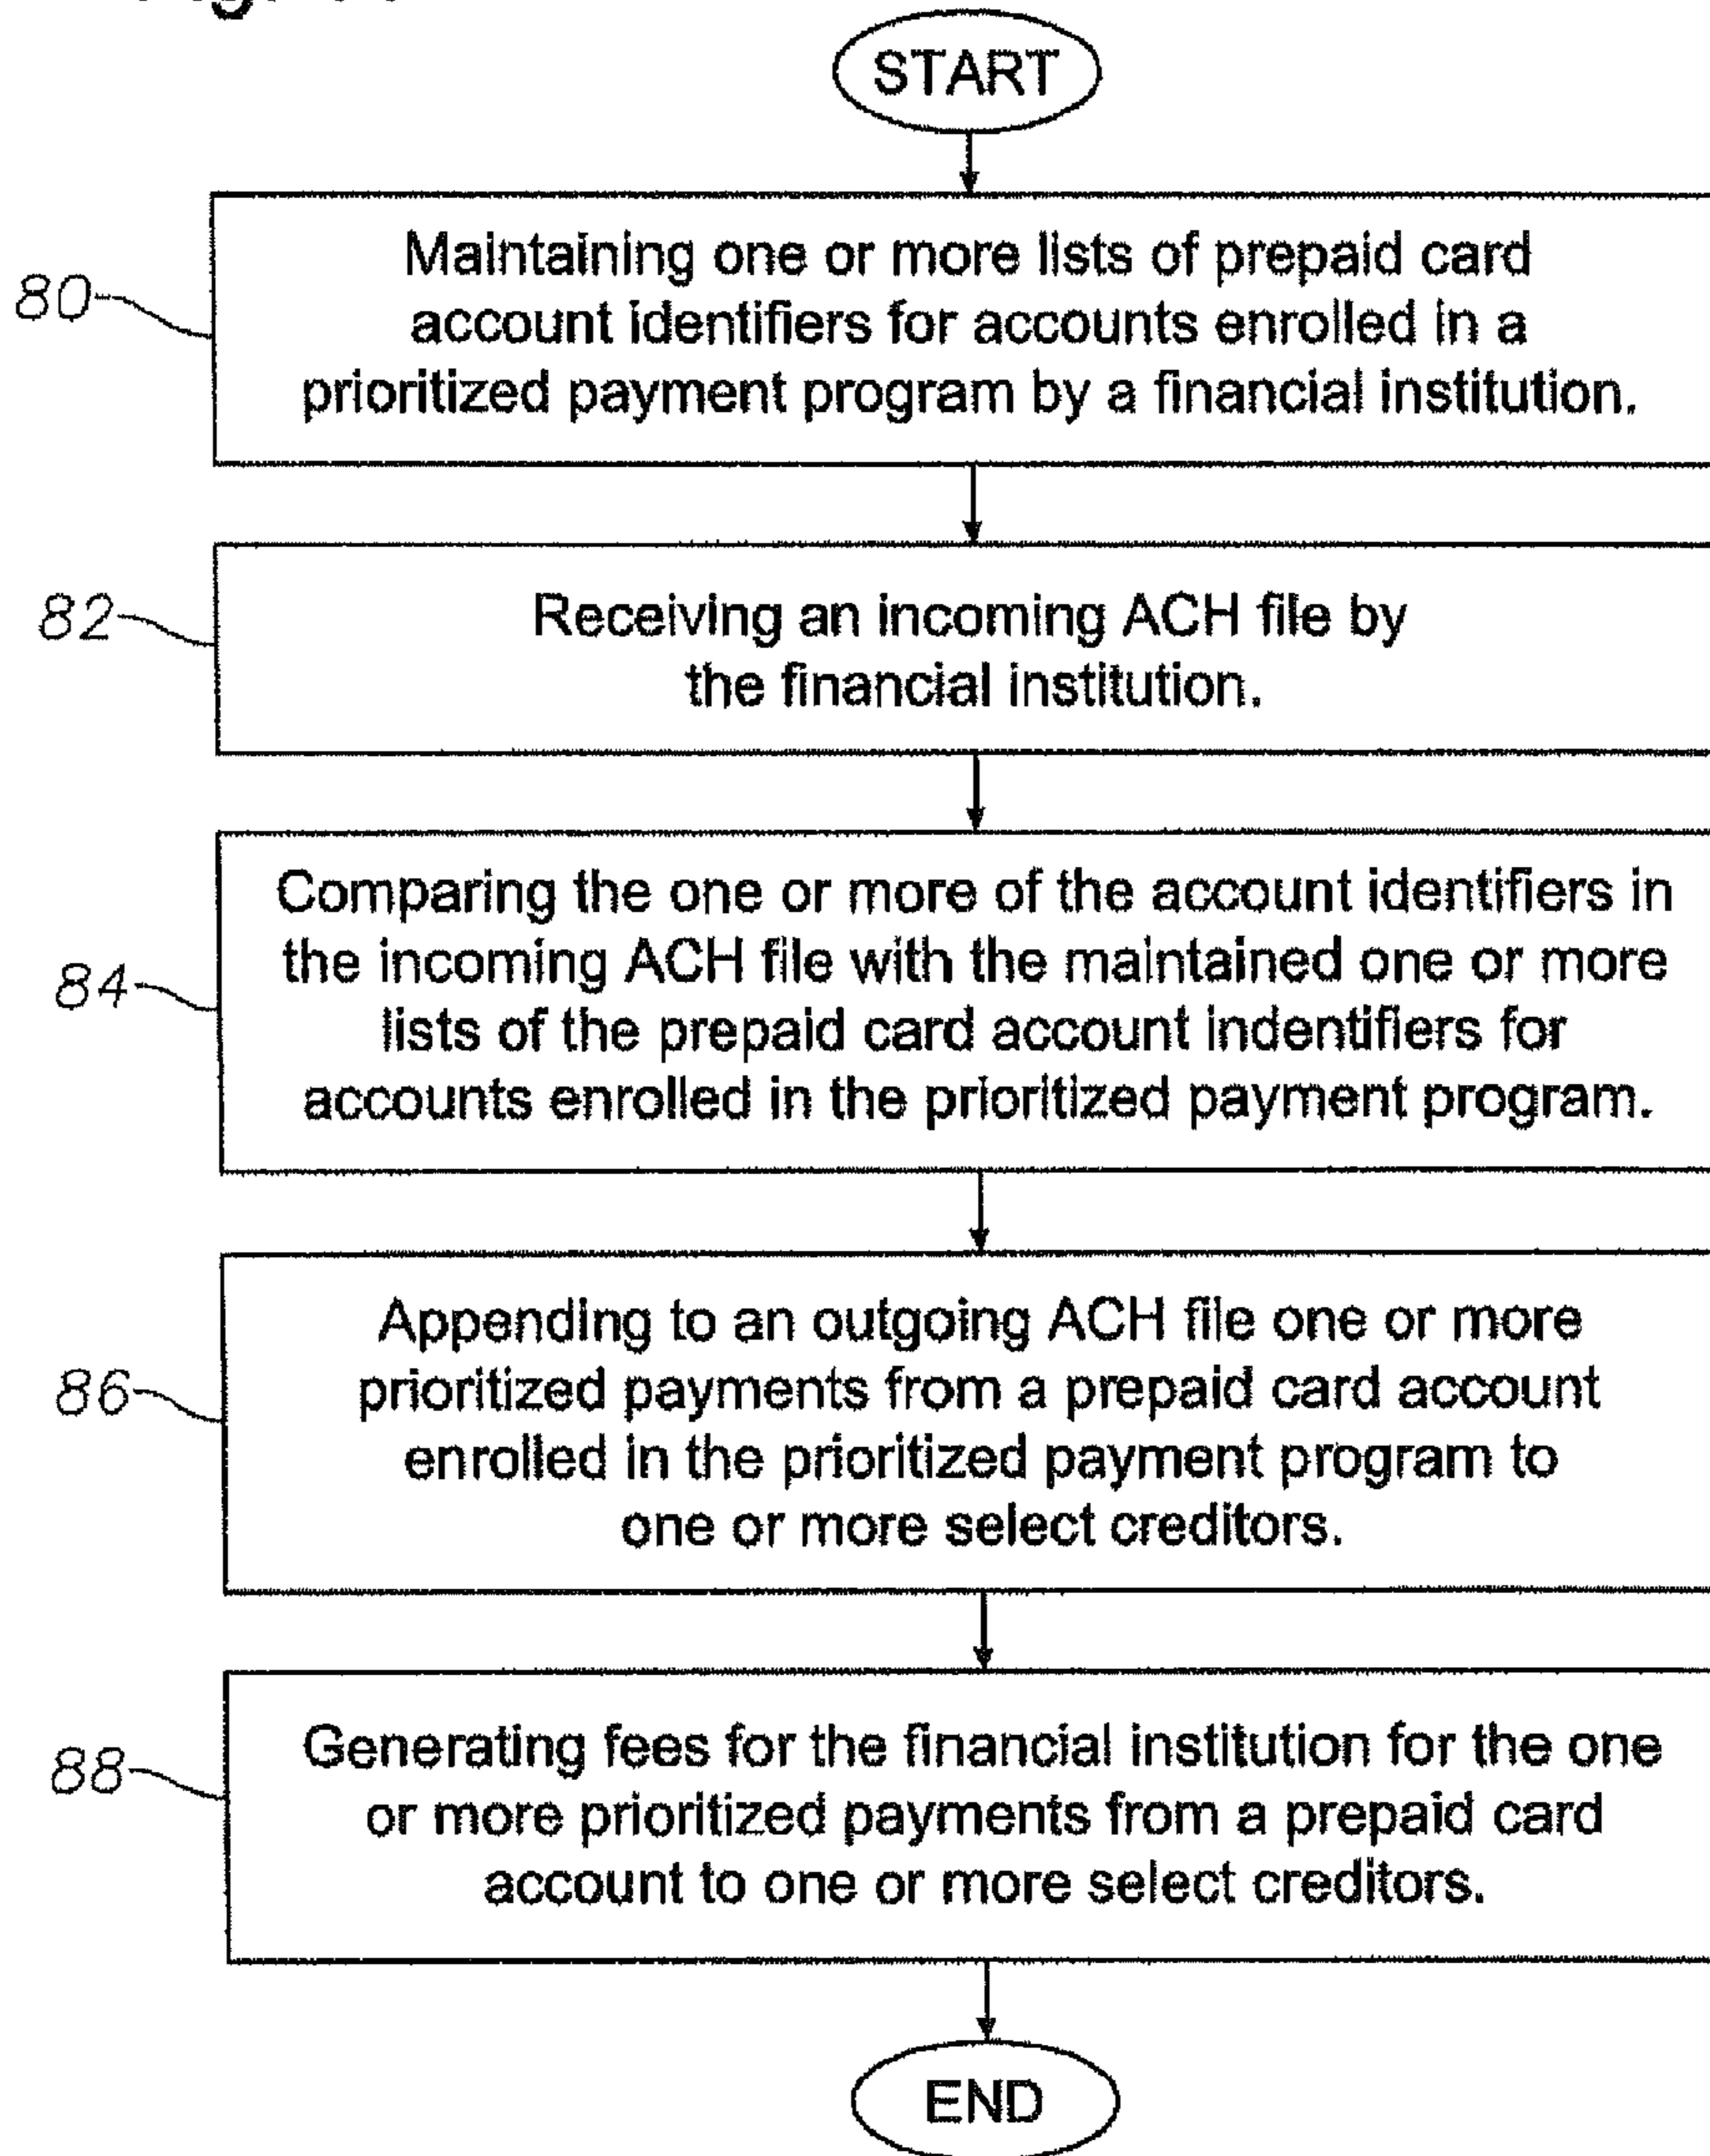 START
80
Maintaining one or more lists of prepaid card
account identifiers for accounts enrolled in a
prioritized payment program by a financial institution.
82
Receiving an incoming ACH file by
the financial institution.
84
Comparing the one or more of the account identifiers in
the incoming ACH file with the maintained one or more
lists of the prepaid card account indentifiers for
accounts enrolled in the prioritized payment program.
86
Appending to an outgoing ACH file one or more
prioritized payments from a prepaid card account
enrolled in the prioritized payment program to
one or more select creditors.
88
Generating fees for the financial institution for the one
or more prioritized payments from a prepaid card
account to one or more select creditors.
END